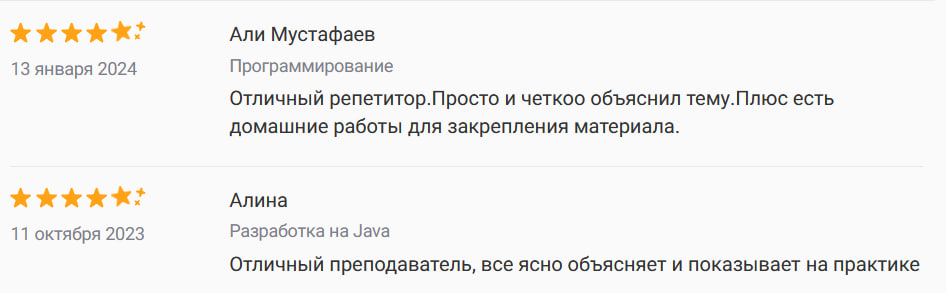 Али Мустафаев
13 января 2024
Программирование
Отличный репетитор.Просто и четкоо объяснил тему.Плюс есть
домашние работы для закрепления материала.
Алина
11 октября 2023
Разработка на Java
Отличный преподаватель, все ясно объясняет и показывает на практике